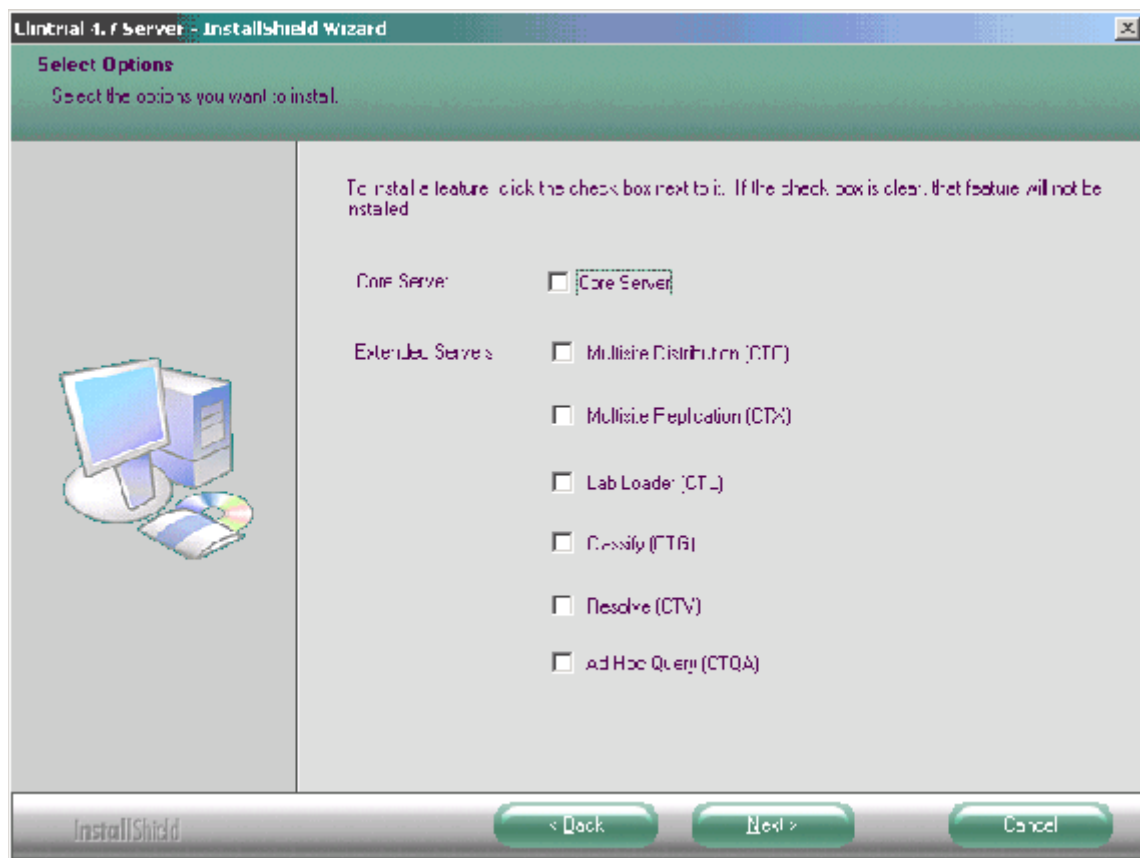 Clintrial 4.7 Server - InstallShield Wizard
Select Options
Select the options you want to install.
To install a feature, click the check box next to it. If the check box is clear, that feature will not be
installed.
Core Server
Core Server
Extended Servers
Multisite Distribution
Multisite Replication (CTX)
Lab Loader (CTL)
Classify (CTG)
Resolve (CTV)
Ad Hoc Query (CTQA)
InstallShield
< Back
Next >
Cancel